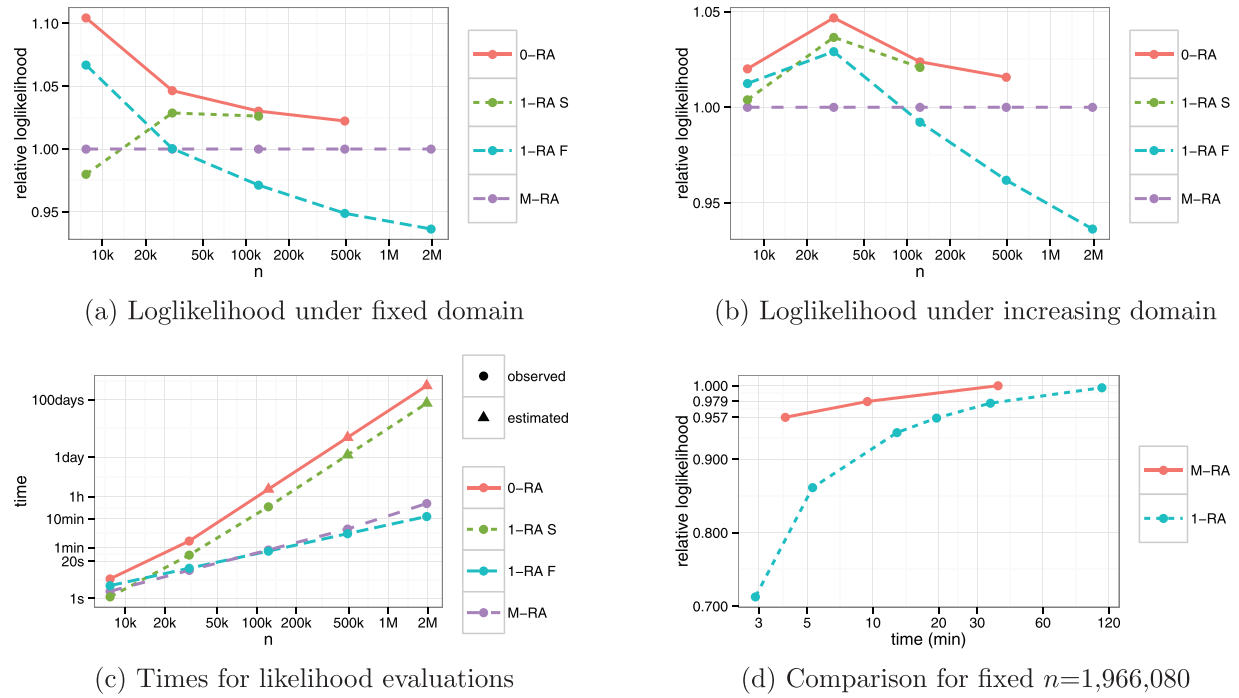 1.10
1.05
1.00
0.95
relative loglikelihood
10k 20k 50k 100k 200k 500k 1M 2M
n
0−RA
1−RA S
1−RA F
M−RA
(a) Loglikelihood under fixed domain
1.05
1.00
0.95
relative loglikelihood
10k 20k 50k 100k 200k 500k 1M 2M
n
0−RA
1−RA S
1−RA F
M−RA
(b) Loglikelihood under increasing domain
100days
1day
1h
10min
1min
20s
1s
time
10k 20k 50k 100k 200k 500k 1M 2M
n
observed
estimated
0−RA
1−RA S
1−RA F
M−RA
(c) Times for likelihood evaluations
1.000
0.979
0.957
0.900
0.800
0.700
relative loglikelihood
3 5 10 20 30 60 120
time (min)
M−RA
1−RA
(d) Comparison for fixed n=1,966,080